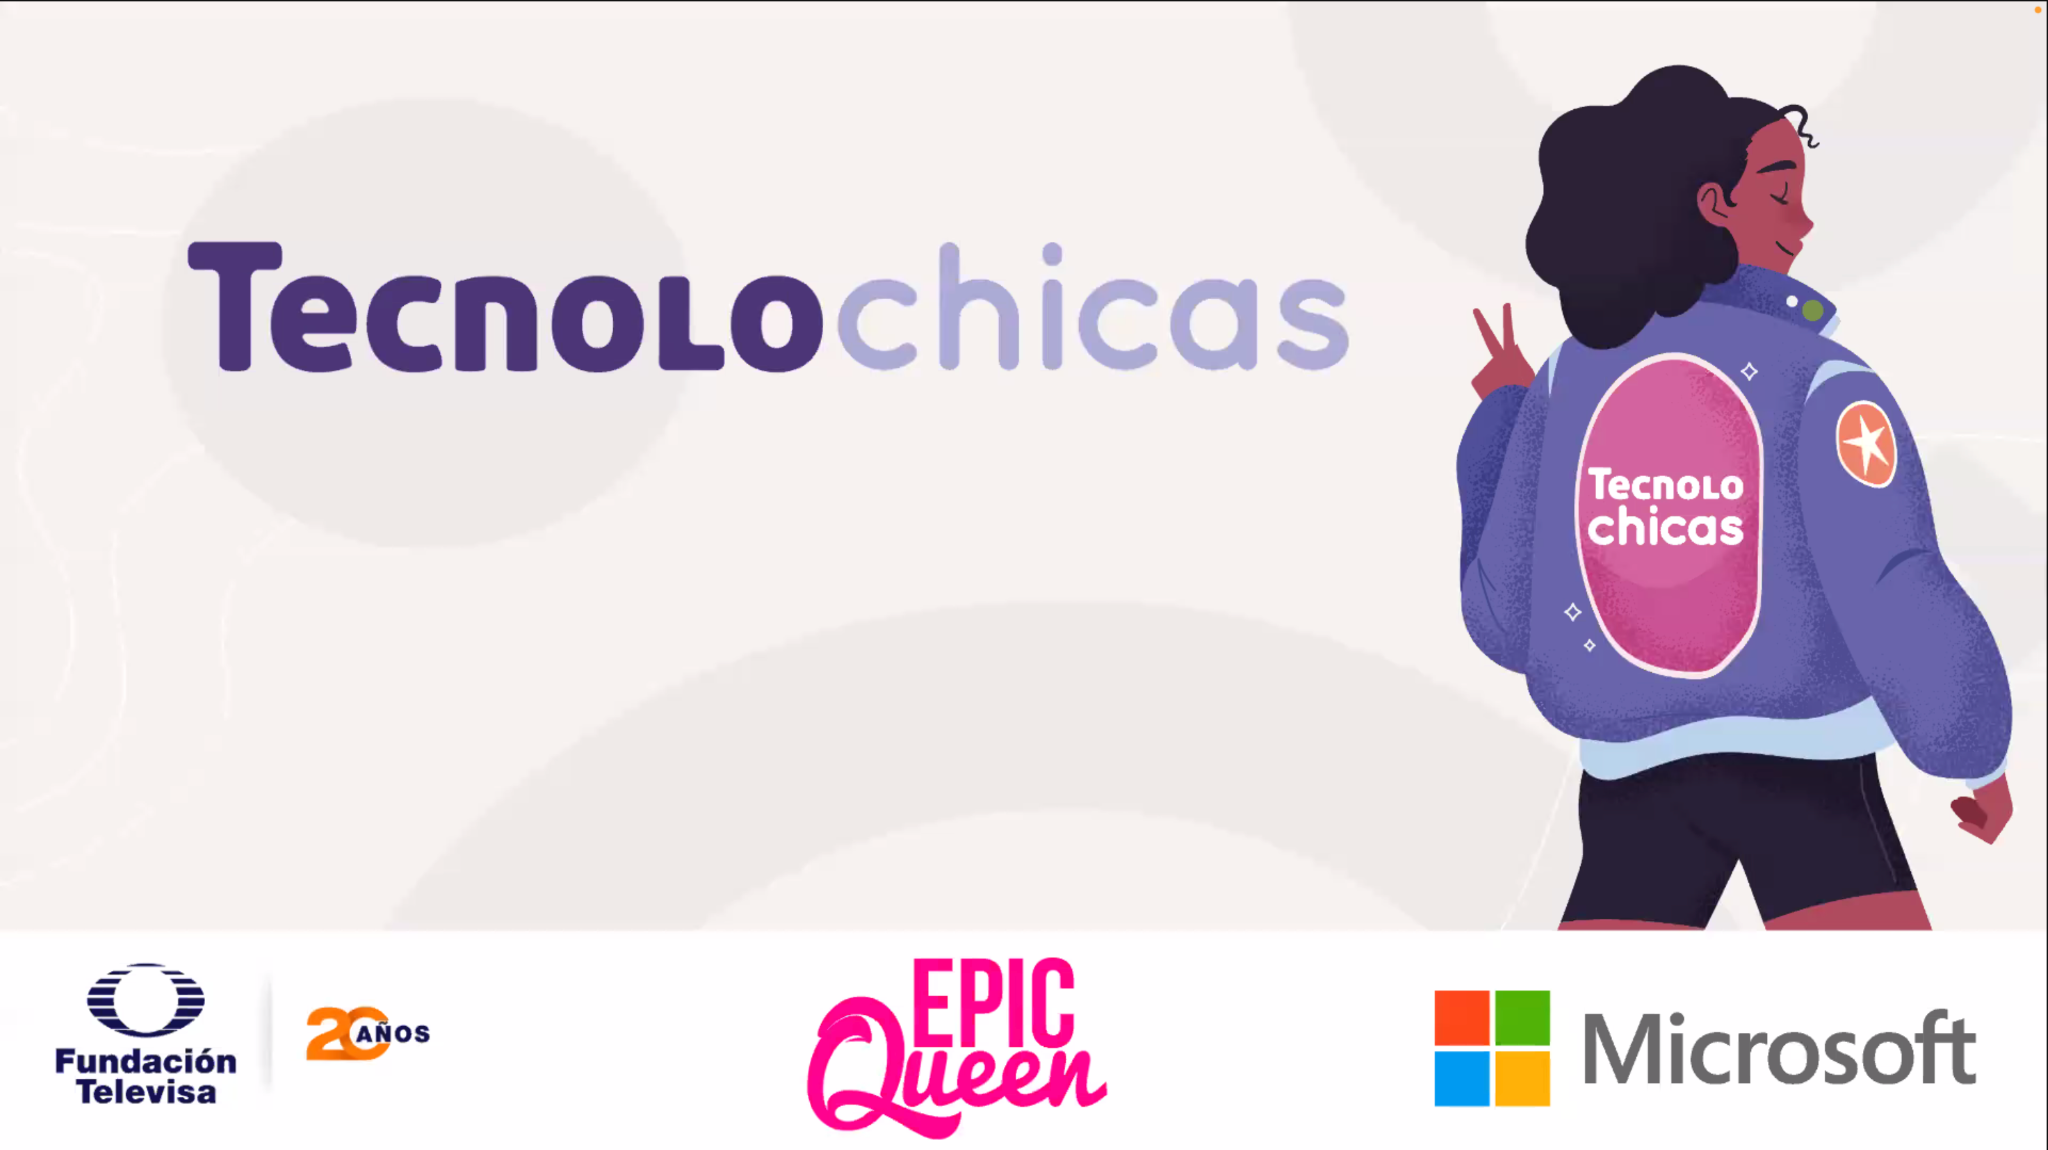 Tecnolochicas
Tecnolo
chicas
Fundación
Televisa
20 AÑOS
EPIC
Queen
Microsoft